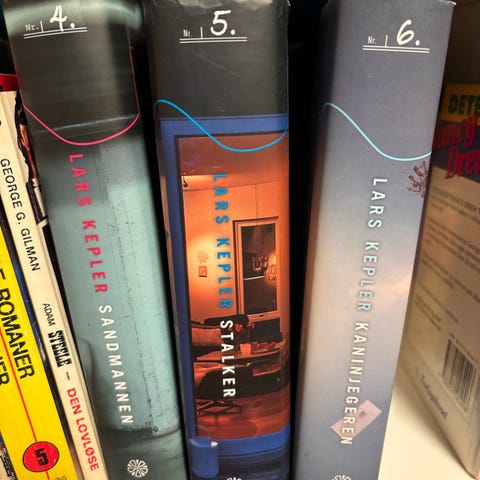 ROMANER
5
GEORGE G. GILMAN
ADAM STEELE – DEN LOVLØSE
Nr. 4.
LARS KEPLER SANDMANNEN
Nr. 5.
LARS KEPLER STALKER
Nr. 6.
LARS KEPLER KANINJEGEREN